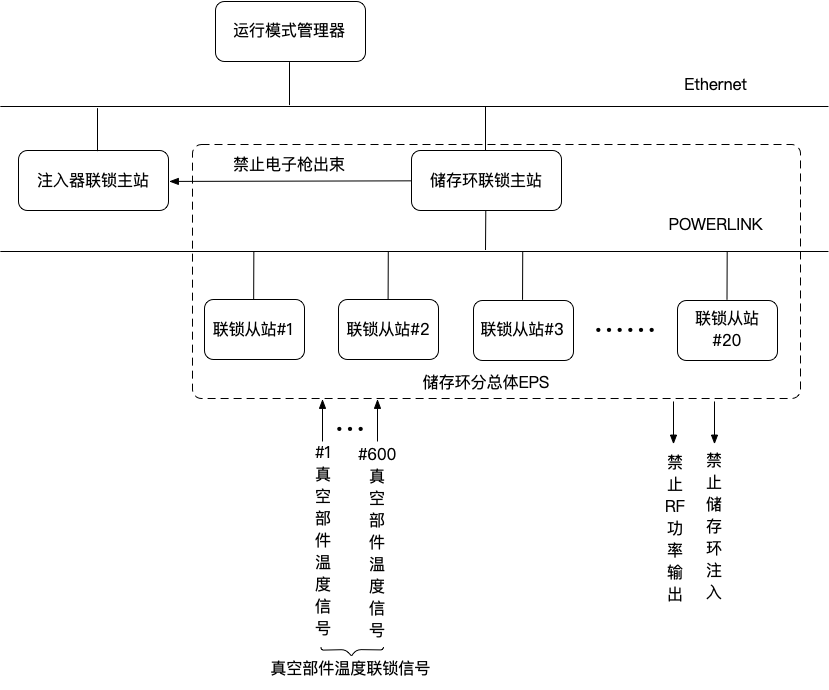 运行模式管理器
Ethernet
注入器联锁主站
禁止电子枪出束
储存环联锁主站
POWERLINK
联锁从站#1
联锁从站#2
联锁从站#3
······
联锁从站
#20
储存环分总体EPS
#1
真空部件温度信号
···
#600
真空部件温度信号
禁止RF功率输出
禁止储存环注入
真空部件温度联锁信号